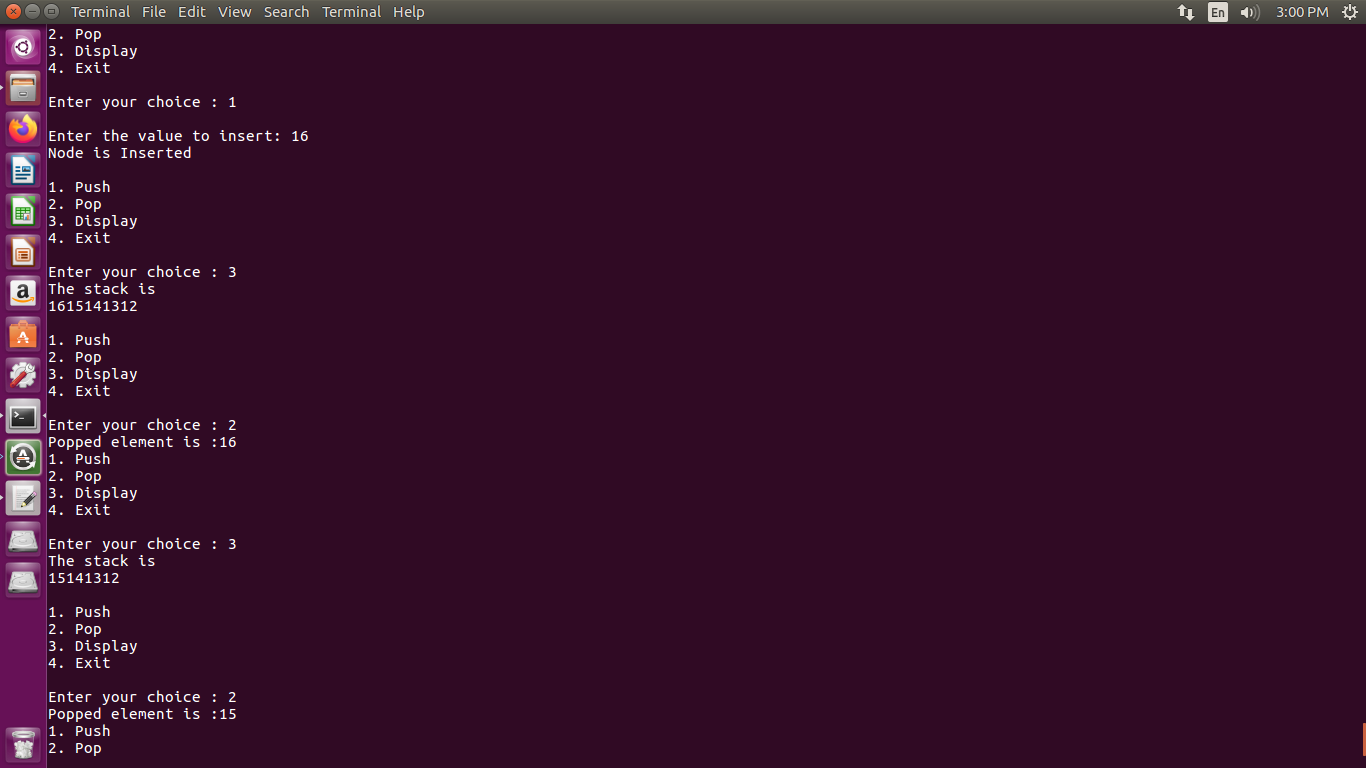 Terminal File Edit View Search Terminal Help En 3:00 PM
2. Pop
3. Display
4. Exit
Enter your choice : 1
Enter the value to insert: 16
Node is Inserted
1. Push
2. Pop
3. Display
4. Exit
Enter your choice : 3
The stack is
1615141312
1. Push
2. Pop
3. Display
4. Exit
Enter your choice : 2
Popped element is :16
1. Push
2. Pop
3. Display
4. Exit
Enter your choice : 3
The stack is
15141312
1. Push
2. Pop
3. Display
4. Exit
Enter your choice : 2
Popped element is :15
1. Push
2. Pop